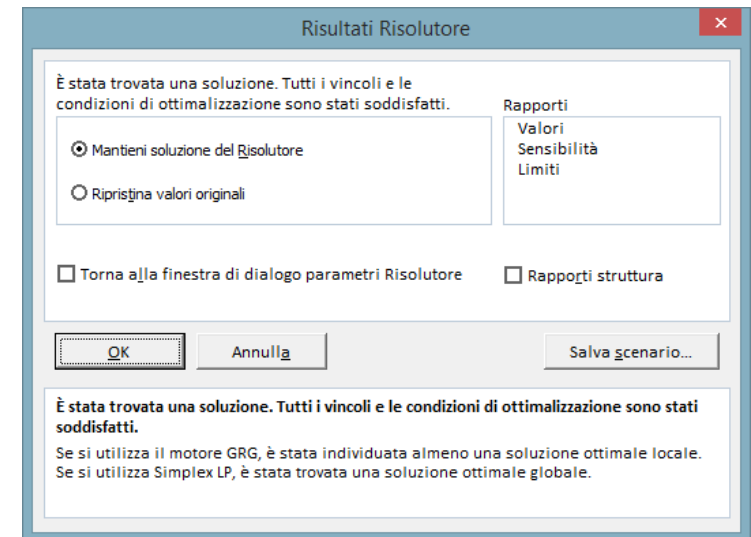 Risultati Risolutore
È stata trovata una soluzione. Tutti i vincoli e le
condizioni di ottimalizzazione sono stati soddisfatti.
Rapporti
Mantieni soluzione del Risolutore
Ripristina valori originali
Valori
Sensibilità
Limiti
Torna alla finestra di dialogo parametri Risolutore
Rapporti struttura
OK
Annulla
Salva scenario...
È stata trovata una soluzione. Tutti i vincoli e le condizioni di ottimalizzazione sono stati
soddisfatti.
Se si utilizza il motore GRG, è stata individuata almeno una soluzione ottimale locale.
Se si utilizza Simplex LP, è stata trovata una soluzione ottimale globale.